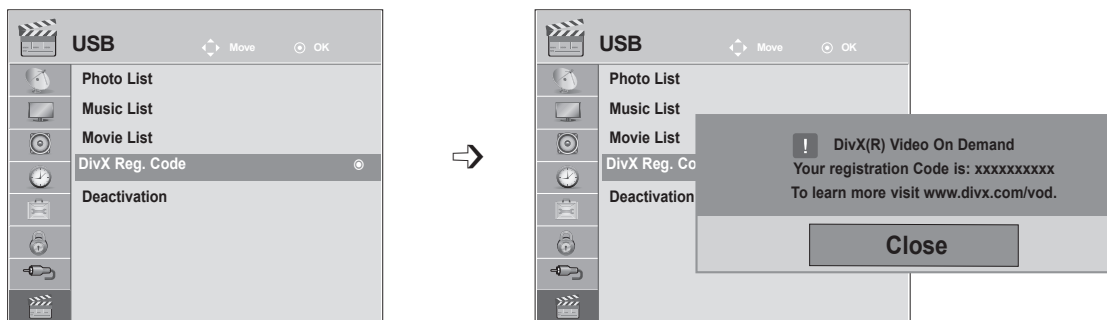 USB
Move
OK
Photo List
Music List
Movie List
DivX Reg. Code
Deactivation
USB
Move
OK
Photo List
Music List
Movie List
DivX Reg. Co
Deactivation
! DivX(R) Video On Demand
Your registration Code is: xxxxxxxxxx
To learn more visit www.divx.com/vod.
Close